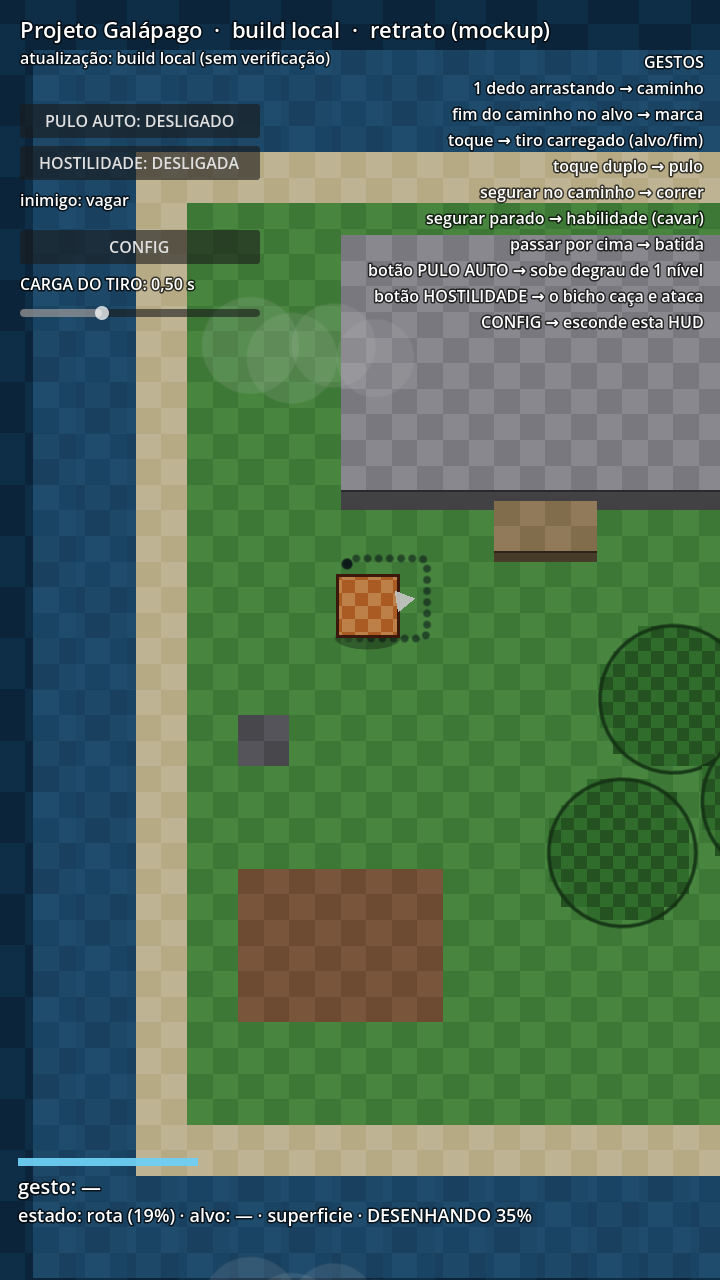 Projeto Galápago · build local · retrato (mockup)
atualização: build local (sem verificação)
PULO AUTO: DESLIGADO
HOSTILIDADE: DESLIGADA
inimigo: vagar
CONFIG
CARGA DO TIRO: 0,50 s
GESTOS
1 dedo arrastando → caminho
fim do caminho no alvo → marca
toque → tiro carregado (alvo/fim)
toque duplo → pulo
segurar no caminho → correr
segurar parado → habilidade (cavar)
passar por cima → batida
botão PULO AUTO → sobe degrau de 1 nível
botão HOSTILIDADE → o bicho caça e ataca
CONFIG → esconde esta HUD
gesto: —
estado: rota (19%) · alvo: — · superficie · DESENHANDO 35%